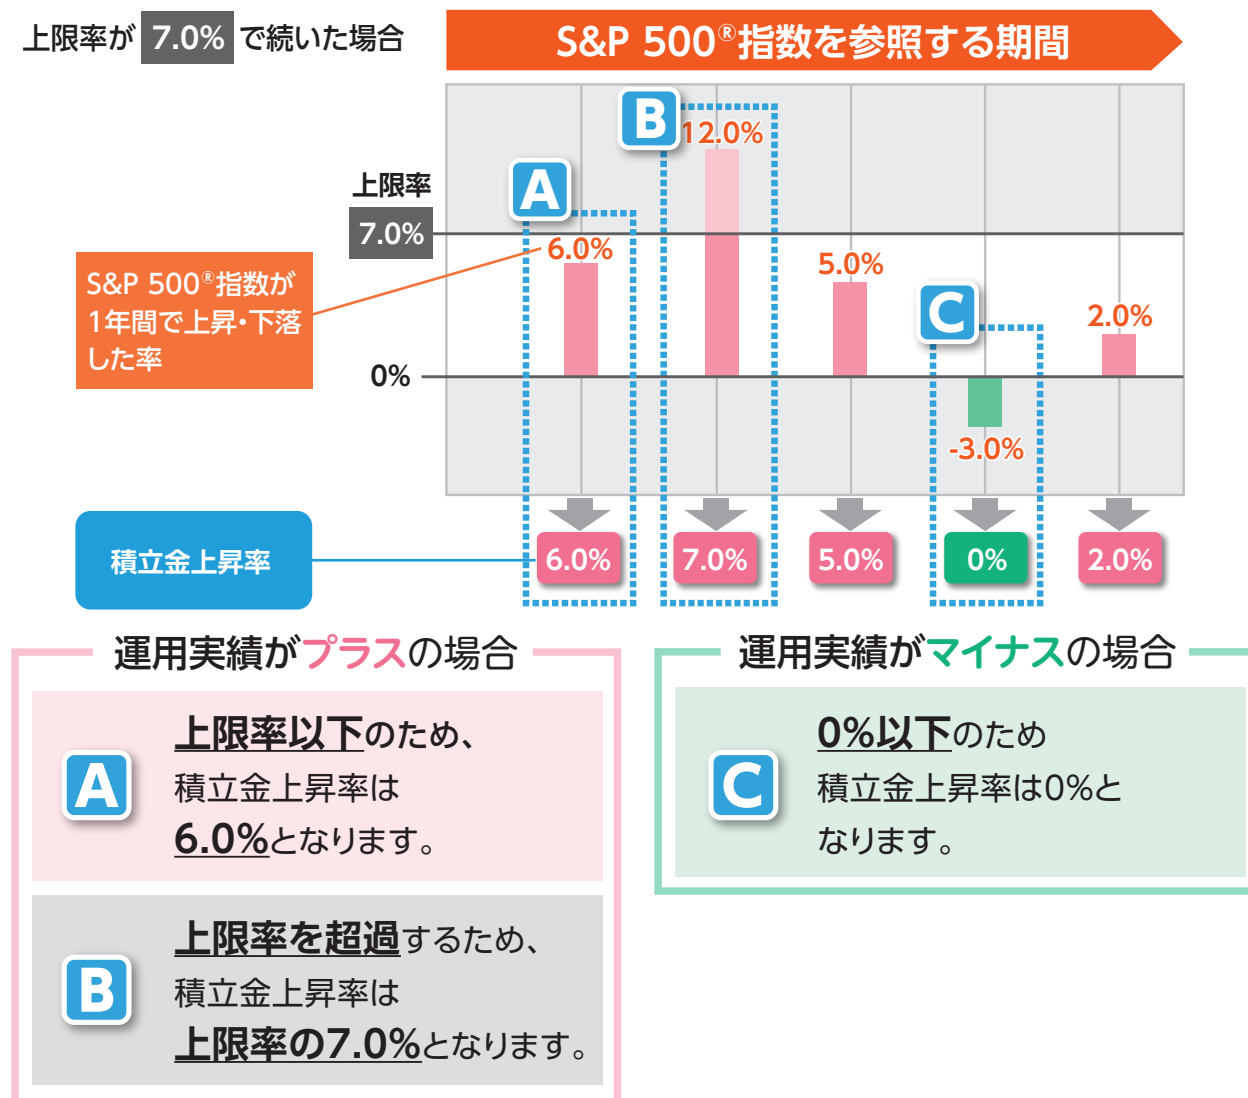 上限率が 7.0% で続いた場合
S&P 500®指数を参照する期間
B
12.0%
A
上限率
7.0%
6.0%
5.0%
S&P 500®指数が
1年間で上昇・下落
した率
C
2.0%
0%
-3.0%
積立金上昇率
6.0%
7.0%
5.0%
0%
2.0%
運用実績がプラスの場合
A
上限率以下のため、
積立金上昇率は
6.0%となります。
B
上限率を超過するため、
積立金上昇率は
上限率の7.0%となります。
運用実績がマイナスの場合
C
0%以下のため
積立金上昇率は0%と
なります。